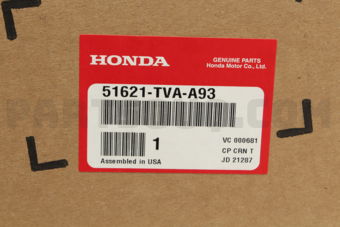 HONDA
GENUINE PARTS
Honda Motor Co., Ltd.
51621-TVA-A93
1
VC 000681
CP CRN T
Assembled in USA
JD 21207